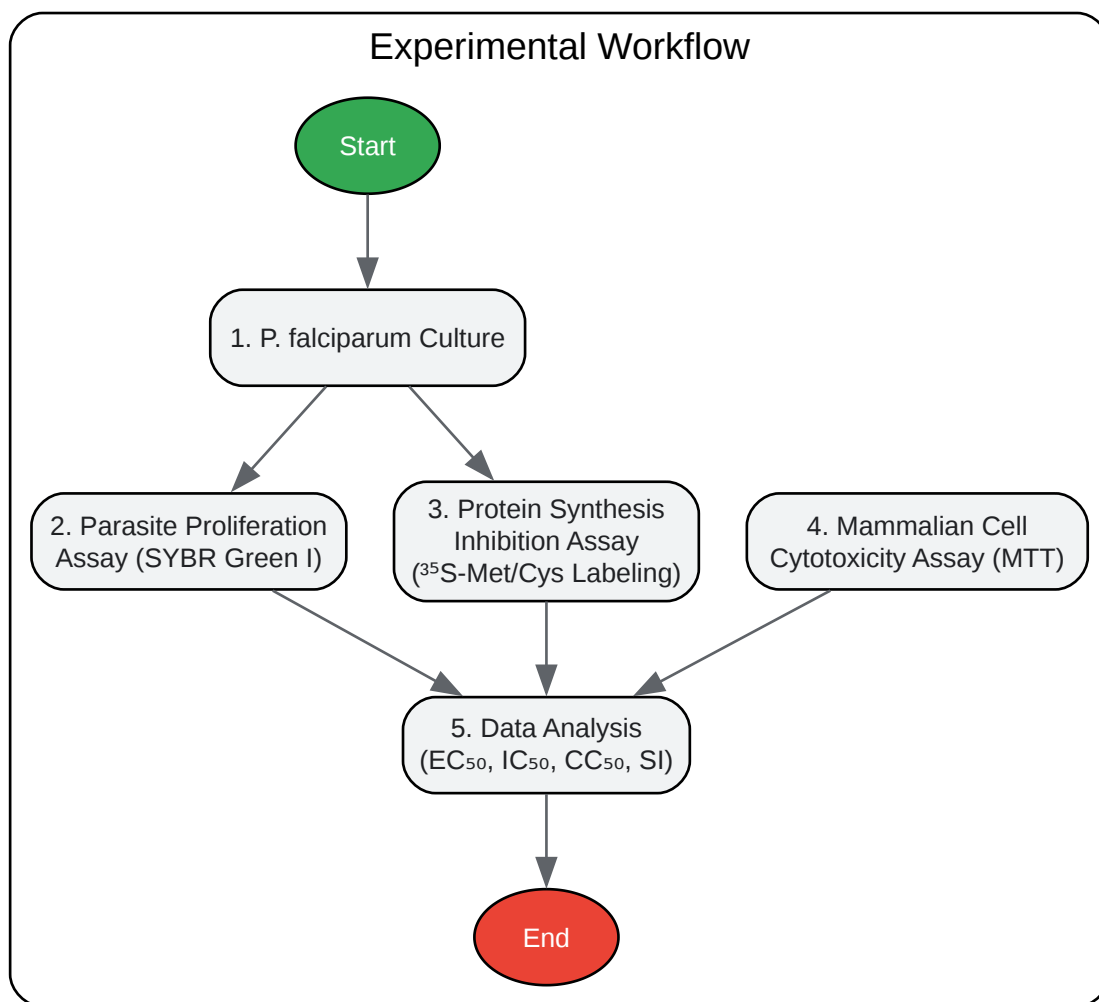 Experimental Workflow
Start
1. P. falciparum Culture
2. Parasite Proliferation
Assay (SYBR Green I)
3. Protein Synthesis
Inhibition Assay
(³⁵S-Met/Cys Labeling)
4. Mammalian Cell
Cytotoxicity Assay (MTT)
5. Data Analysis
(EC₅₀, IC₅₀, CC₅₀, SI)
End